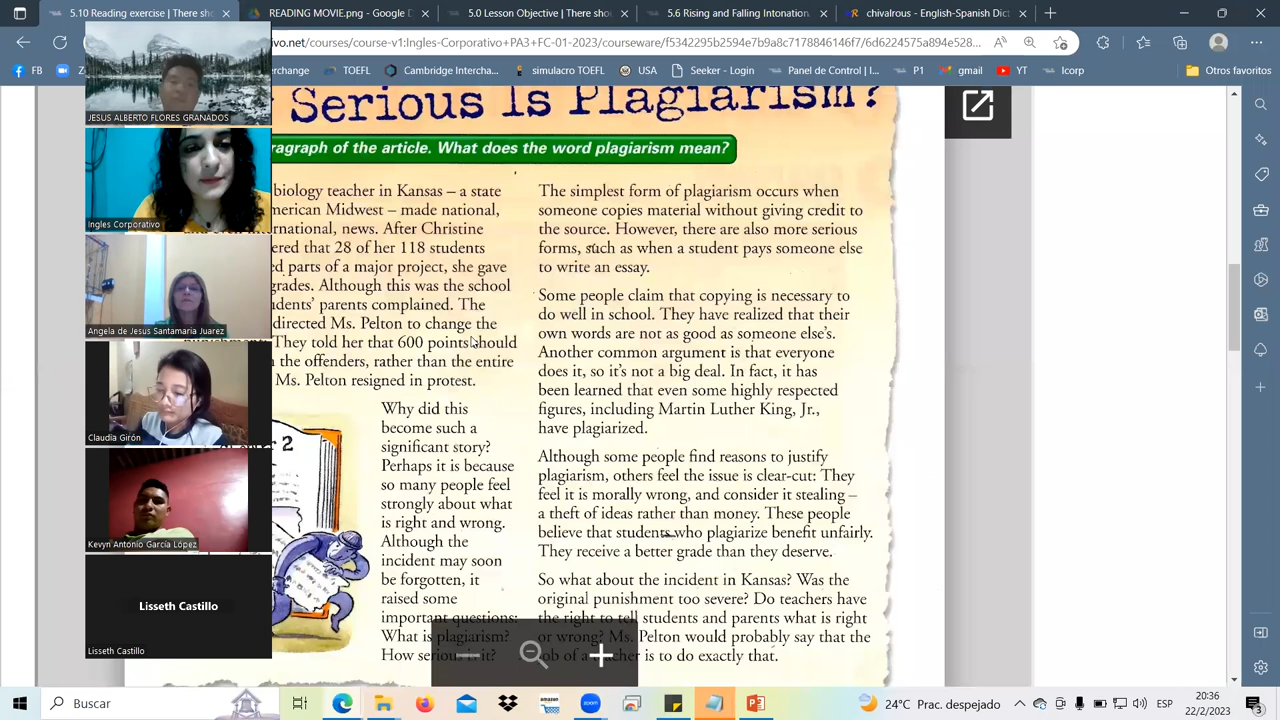 5.10 Reading
5.9 Lesson Objective | There a
5.6 Rising and Falling Intonation
chivalrous - English-Spanish Dict
ivo.net/courses/course-v1:Ingles-Corporativo+PA3+FC-01-2023/courseware/f5342295b2594e7b9a8c7178846146f7/6d6224575a894e528...
FB
TOEFL
Cambridge Intercha...
simulacro TOEFL
USA
Seeker - Login
Panel de Control | I...
P1
gmail
YT
Icorp
Otros favoritos
Serious Is Plagiarism?
ragraph of the article. What does the word plagiarism mean?
biology teacher in Kansas – a state
merican Midwest – made national,
and even international, news. After Christine
ered that 28 of her 118 students
ed parts of a major project, she gave
grades. Although this was the school
udents' parents complained. The
directed Ms. Pelton to change the
They told her that 600 points should
the offenders, rather than the entire
Ms. Pelton resigned in protest.
Why did this
become such a
significant story?
Perhaps it is because
so many people feel
strongly about what
is right and wrong.
Although the
incident may soon
be forgotten, it
raised some
important questions:
What is plagiarism?
How serious is it?
2
The simplest form of plagiarism occurs when
someone copies material without giving credit to
the source. However, there are also more serious
forms, such as when a student pays someone else
to write an essay.
Some people claim that copying is necessary to
do well in school. They have realized that their
own words are not as good as someone else's.
Another common argument is that everyone
does it, so it's not a big deal. In fact, it has
been learned that even some highly respected
figures, including Martin Luther King, Jr.,
have plagiarized.
Although some people find reasons to justify
plagiarism, others feel the issue is clear-cut: They
feel it is morally wrong, and consider it stealing –
a theft of ideas rather than money. These people
believe that students who plagiarize benefit unfairly.
They receive a better grade than they deserve.
So what about the incident in Kansas? Was the
original punishment too severe? Do teachers have
the right to tell students and parents what is right
or wrong? Ms. Pelton would probably say that the
job of a teacher is to do exactly that.
JESUS ALBERTO FLORES GRANADOS
Ingles Corporativo
Angela de Jesus Santamaria Juarez
Claudia Girón
Kevyn Antonio García López
Lisseth Castillo
Lisseth Castillo
Buscar
amazon
zoom
24°C Prac. despejado
ESP
20:36
22/2/2023
3